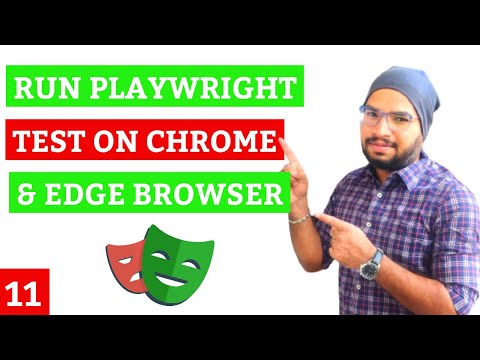 RUN PLAYWRIGHT
TEST ON CHROME
& EDGE BROWSER
11